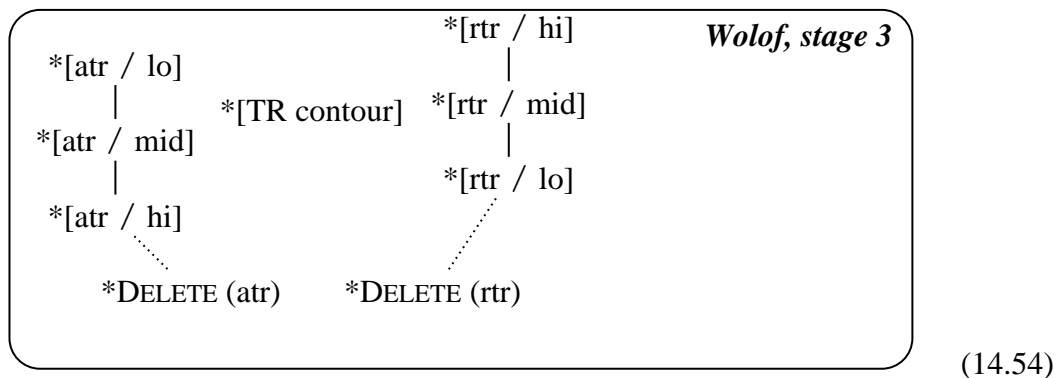 *[rtr / hi] Wolof, stage 3
*[atr / lo]
*[TR contour] *[rtr / mid]
*[atr / mid]
*[rtr / lo]
*[atr / hi]
*DELETE (atr) *DELETE (rtr)
(14.54)